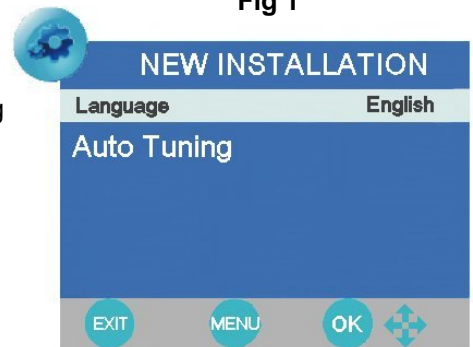 Fig 1
NEW INSTALLATION
Language English
Auto Tuning
EXIT MENU OK